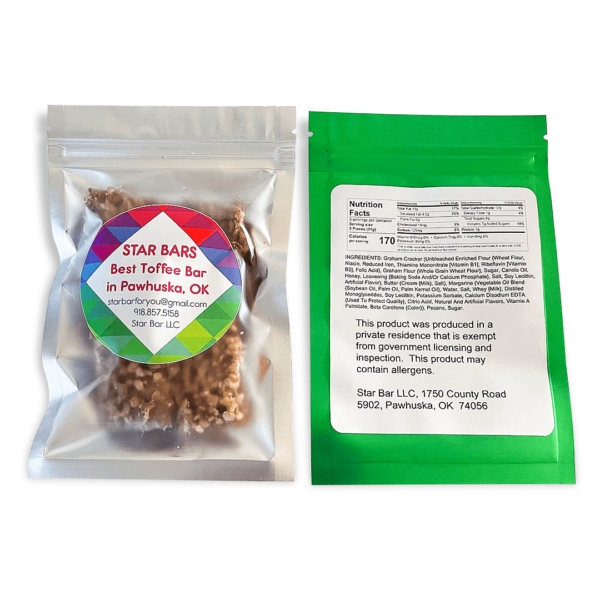 STAR BARS
Best Toffee Bar
in Pawhuska, OK
starbarforyou@gmail.com
918.857.5158
Star Bar LLC
Nutrition
Facts
Serving size
Calories
per serving
170
INGREDIENTS: Graham Cracker (Unbleached Enriched Flour (Wheat Flour,
Niacin, Reduced Iron, Thiamine Mononitrate [Vitamin B1], Riboflavin [Vitamin
B2], Folic Acid), Graham Flour (Whole Grain Wheat Flour), Sugar, Canola Oil,
Honey, Leavening (Baking Soda And/Or Calcium Phosphate), Salt, Soy Lecithin,
Artificial Flavor), Butter (Cream (Milk), Salt), Margarine (Vegetable Oil Blend
(Soybean Oil, Palm Oil, Palm Kernel Oil), Water, Salt, Whey [Milk], Distilled
Monoglycerides, Soy Lecithin, Potassium Sorbate, Calcium Disodium EDTA
(Used To Protect Quality), Citric Acid, Natural And Artificial Flavors, Vitamin A
Palmitate, Beta Carotene (Color)), Pecans, Sugar.
This product was produced in a
private residence that is exempt
from government licensing and
inspection. This product may
contain allergens.
Star Bar LLC, 1750 County Road
5902, Pawhuska, OK 74056